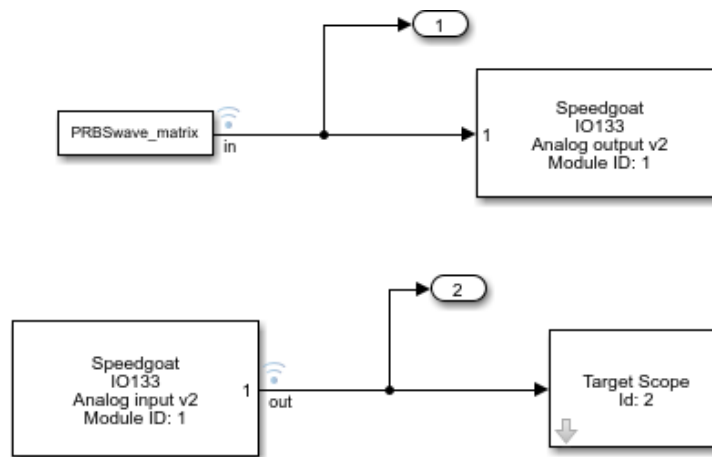 1
PRBSwave_matrix
in
1
Speedgoat
IO133
Analog output v2
Module ID: 1
2
Speedgoat
IO133
Analog input v2
Module ID: 1
1
out
Target Scope
Id: 2